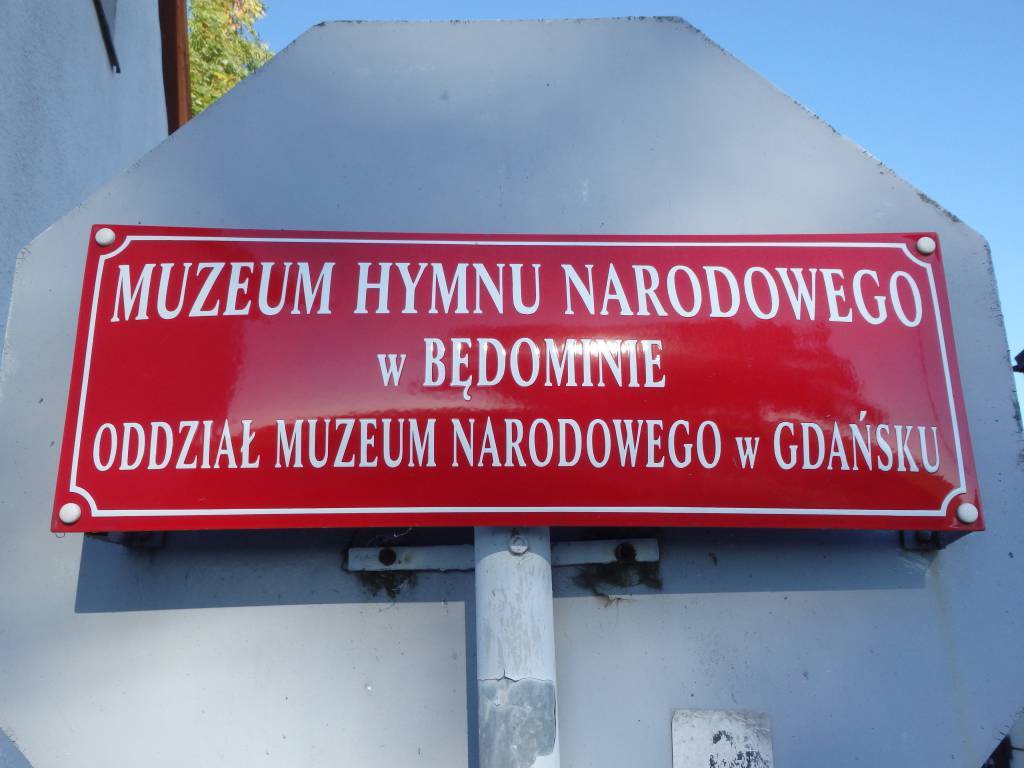 MUZEUM HYMNU NARODOWEGO
w BĘDOMINIE
ODDZIAŁ MUZEUM NARODOWEGO w GDAŃSKU